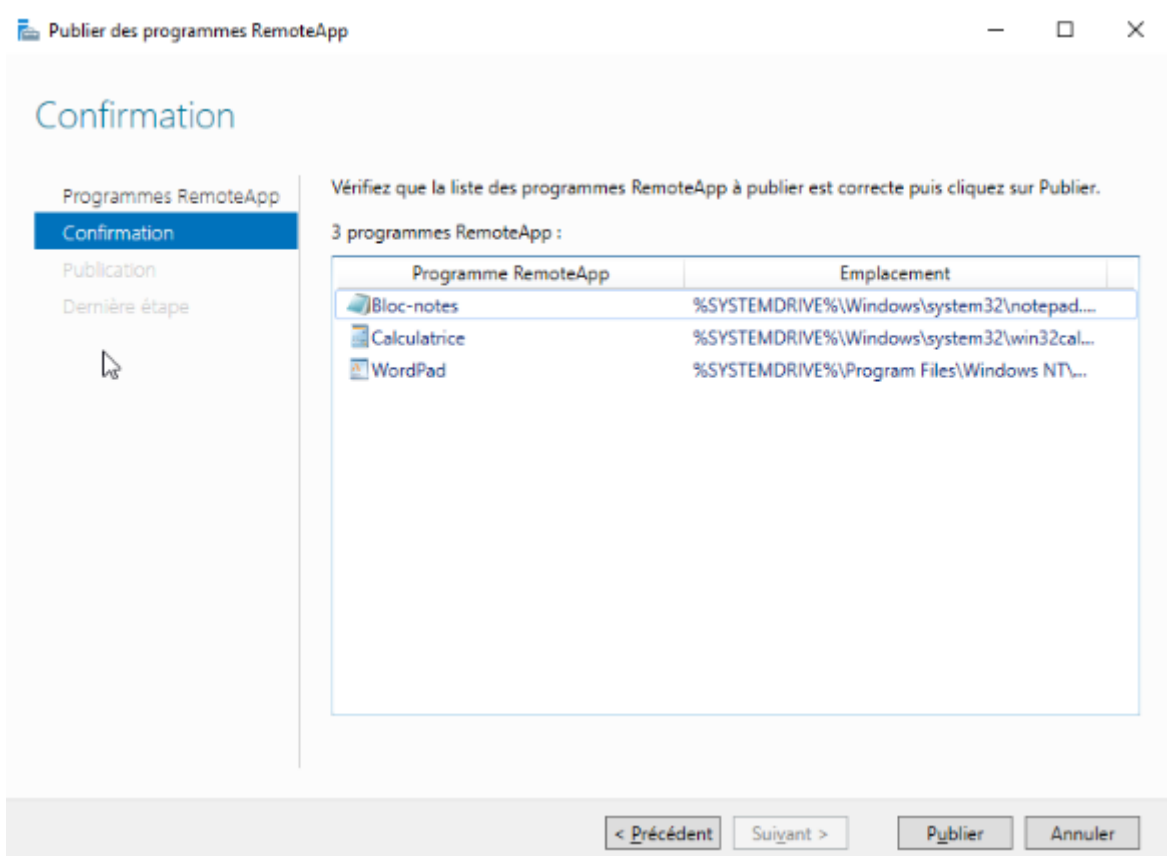 Publier des programmes RemoteApp
Confirmation
Programmes RemoteApp
Confirmation
Publication
Dernière étape
Vérifiez que la liste des programmes RemoteApp à publier est correcte puis cliquez sur Publier.
3 programmes RemoteApp :
Programme RemoteApp Emplacement
Bloc-notes %SYSTEMDRIVE%\Windows\system32\notepad....
Calculatrice %SYSTEMDRIVE%\Windows\system32\win32cal...
WordPad %SYSTEMDRIVE%\Program Files\Windows NT\...
< Précédent Suivant > Publier Annuler